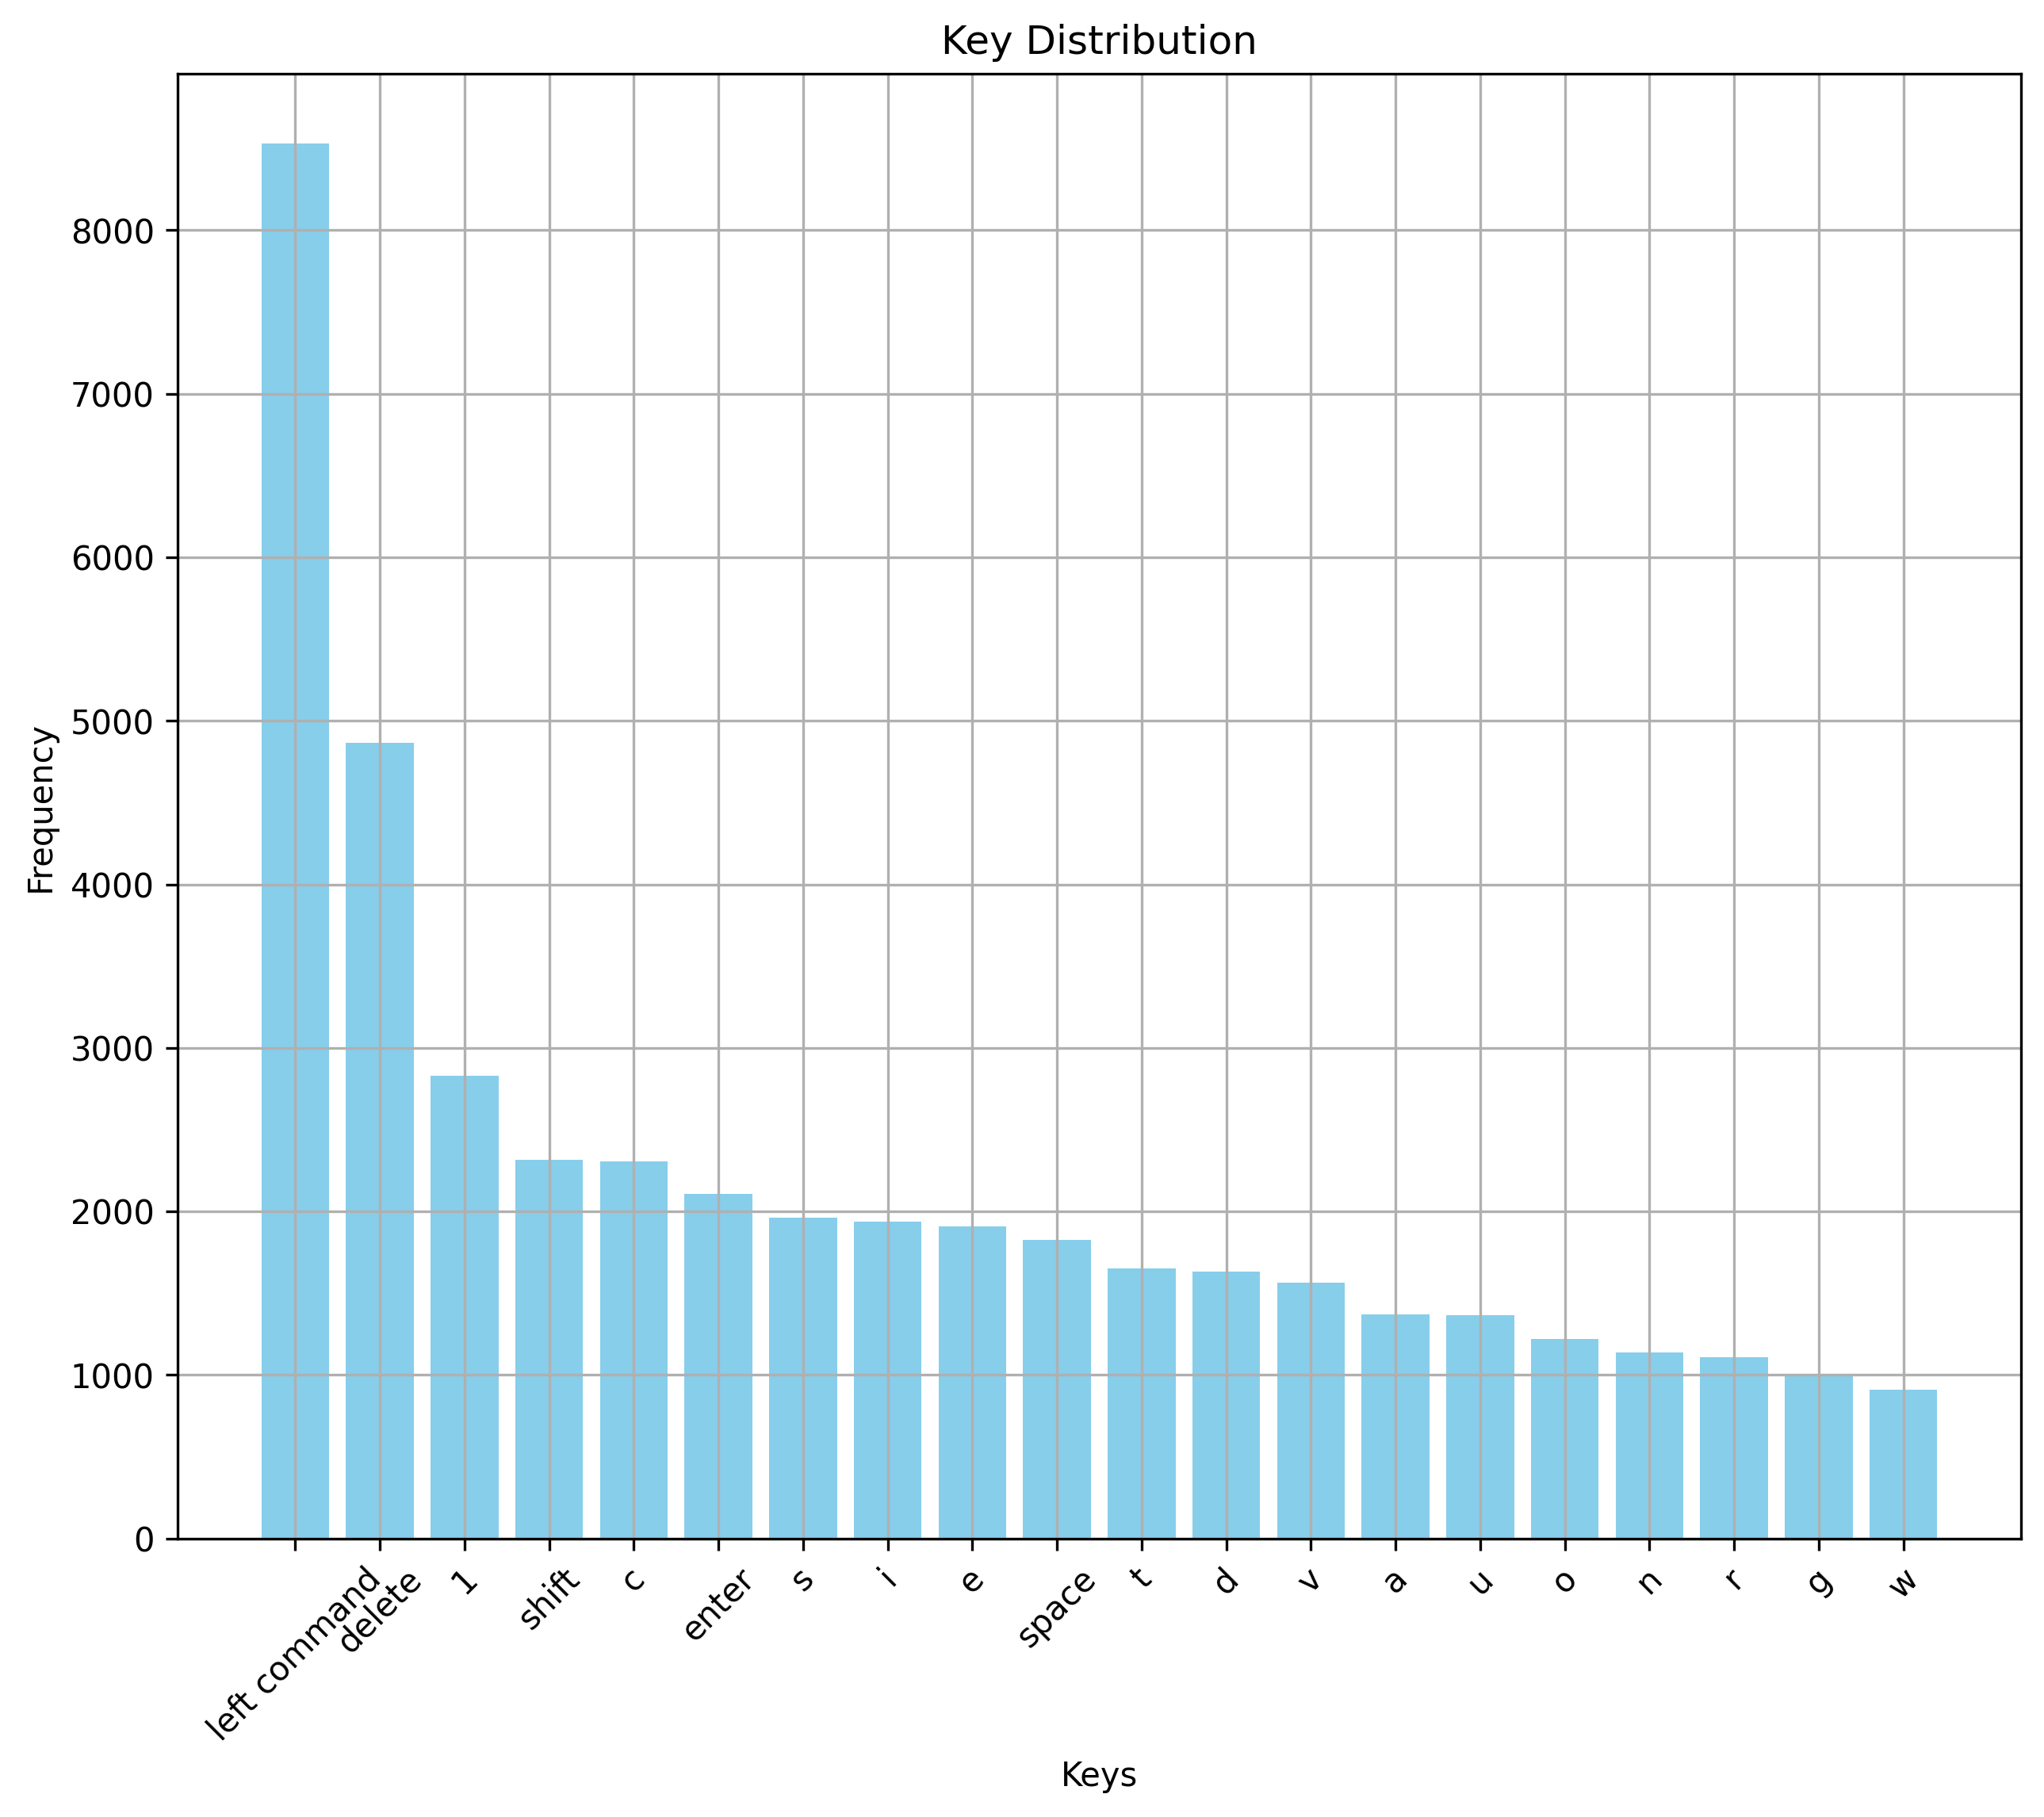 Key Distribution
8000
7000
6000
5000
4000
3000
2000
1000
0
Frequency
left command
delete
1
shift
c
enter
s
i
e
space
t
d
v
a
u
o
n
r
g
w
Keys